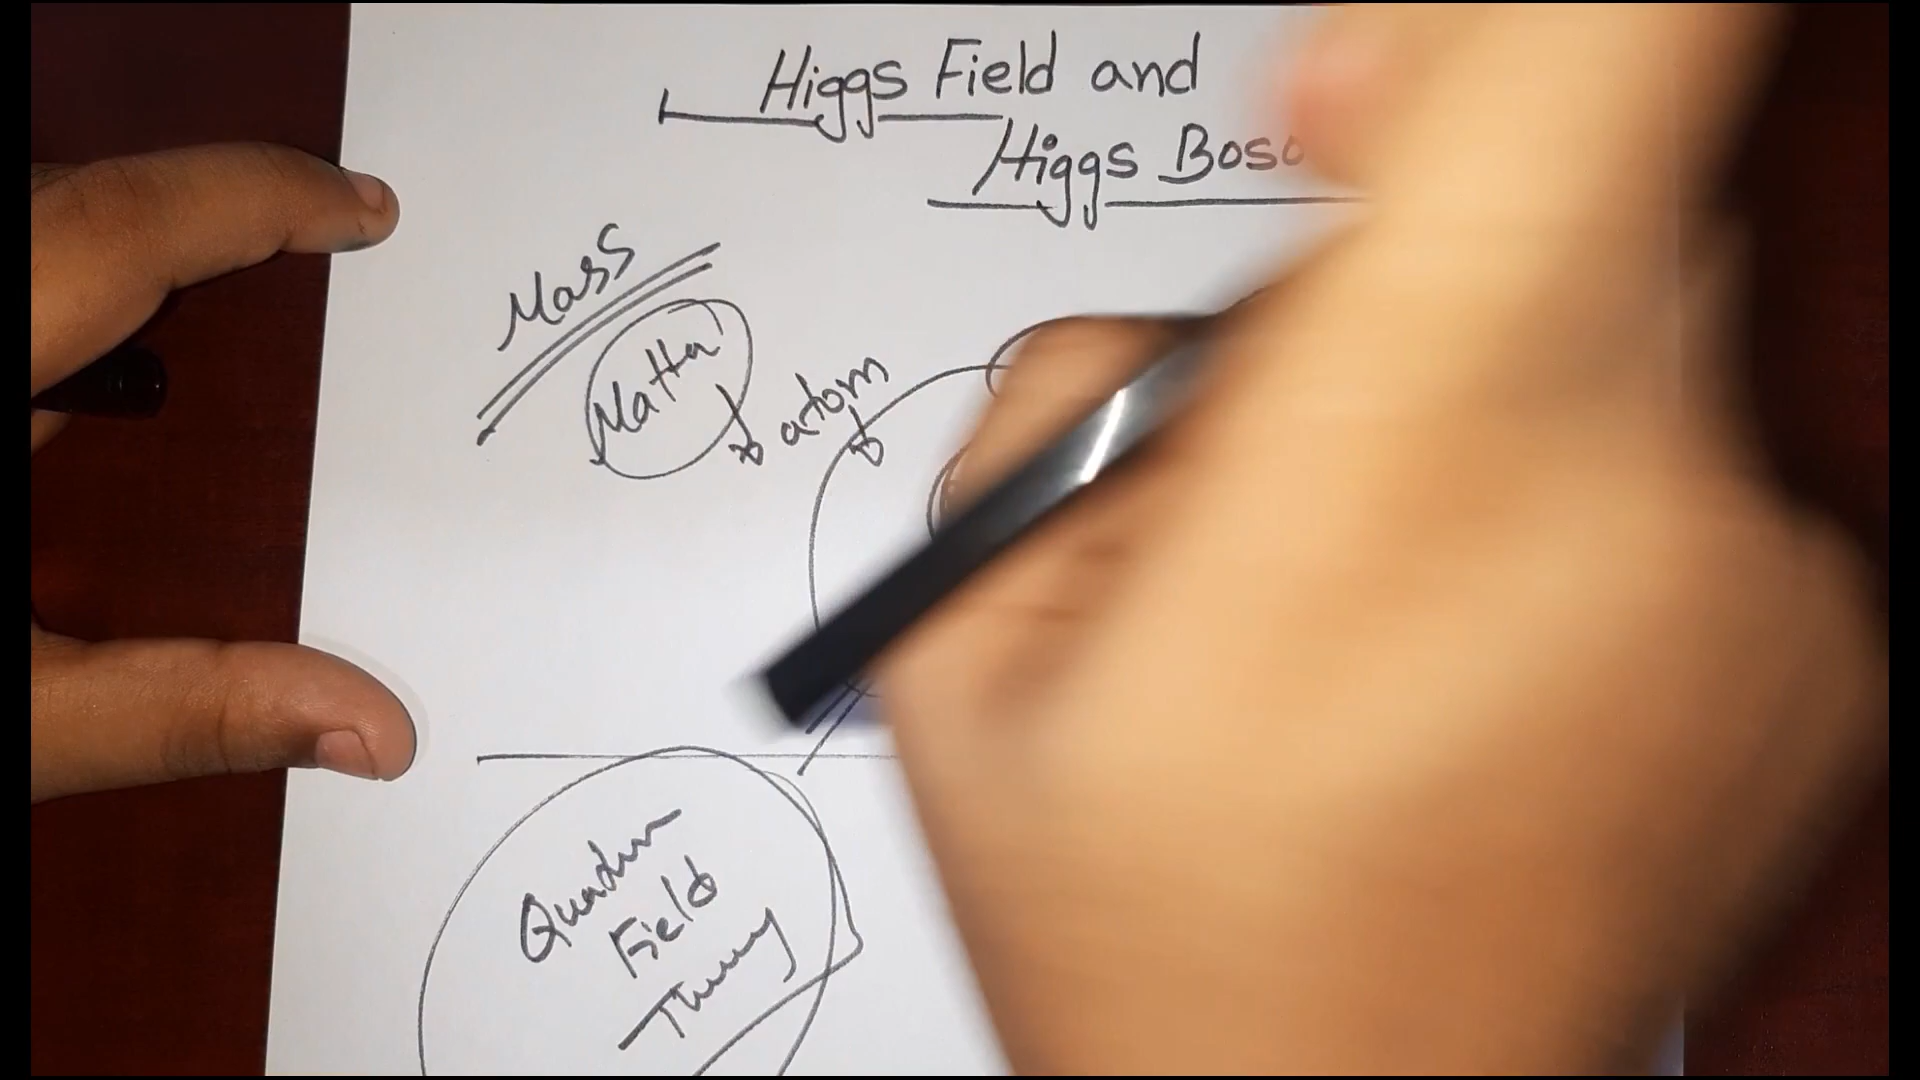 Higgs Field and
Higgs Boso
Mass
Matter
atom
Quantum
Field
Theory